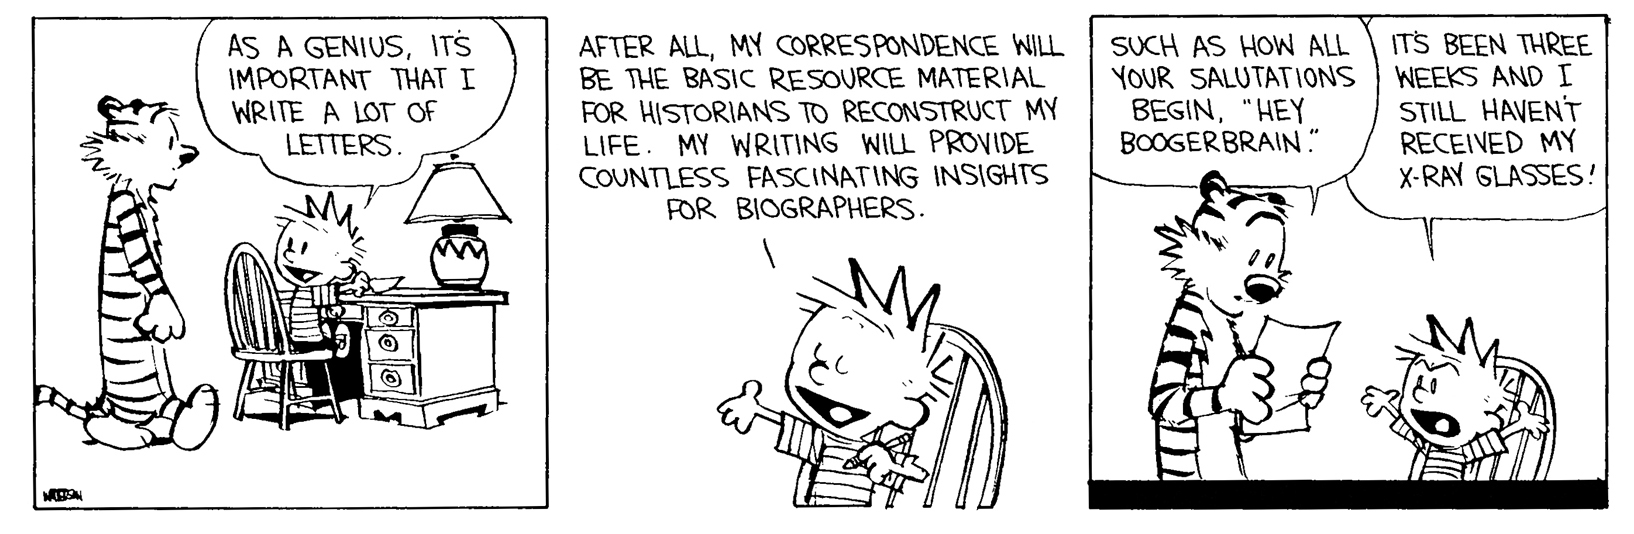 AS A GENIUS, IT'S
IMPORTANT THAT I
WRITE A LOT OF
LETTERS.
AFTER ALL, MY CORRESPONDENCE WILL
BE THE BASIC RESOURCE MATERIAL
FOR HISTORIANS TO RECONSTRUCT MY
LIFE. MY WRITING WILL PROVIDE
COUNTLESS FASCINATING INSIGHTS
FOR BIOGRAPHERS.
SUCH AS HOW ALL
YOUR SALUTATIONS
BEGIN, "HEY
BOOGERBRAIN."
IT'S BEEN THREE
WEEKS AND I
STILL HAVEN'T
RECEIVED MY
X-RAY GLASSES!
WATTERSON